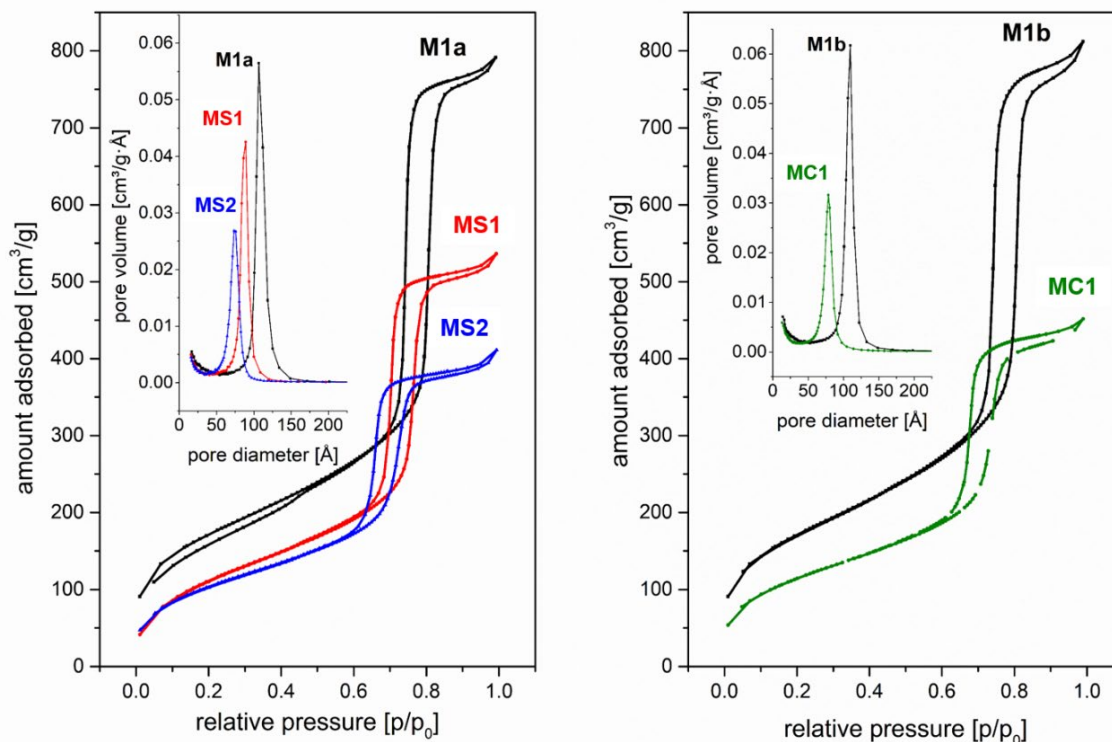 M1a
M1a
MS1
MS2
MS1
MS2
0.06
0.05
0.04
0.03
0.02
0.01
0.00
0 50 100 150 200
pore volume [cm³/g·Å]
pore diameter [Å]
800
700
600
500
400
300
200
100
0
0.0 0.2 0.4 0.6 0.8 1.0
amount adsorbed [cm³/g]
relative pressure [p/p₀]
M1b
M1b
MC1
MC1
0.06
0.05
0.04
0.03
0.02
0.01
0.00
0 50 100 150 200
pore volume [cm³/g·Å]
pore diameter [Å]
800
700
600
500
400
300
200
100
0
0.0 0.2 0.4 0.6 0.8 1.0
amount adsorbed [cm³/g]
relative pressure [p/p₀]